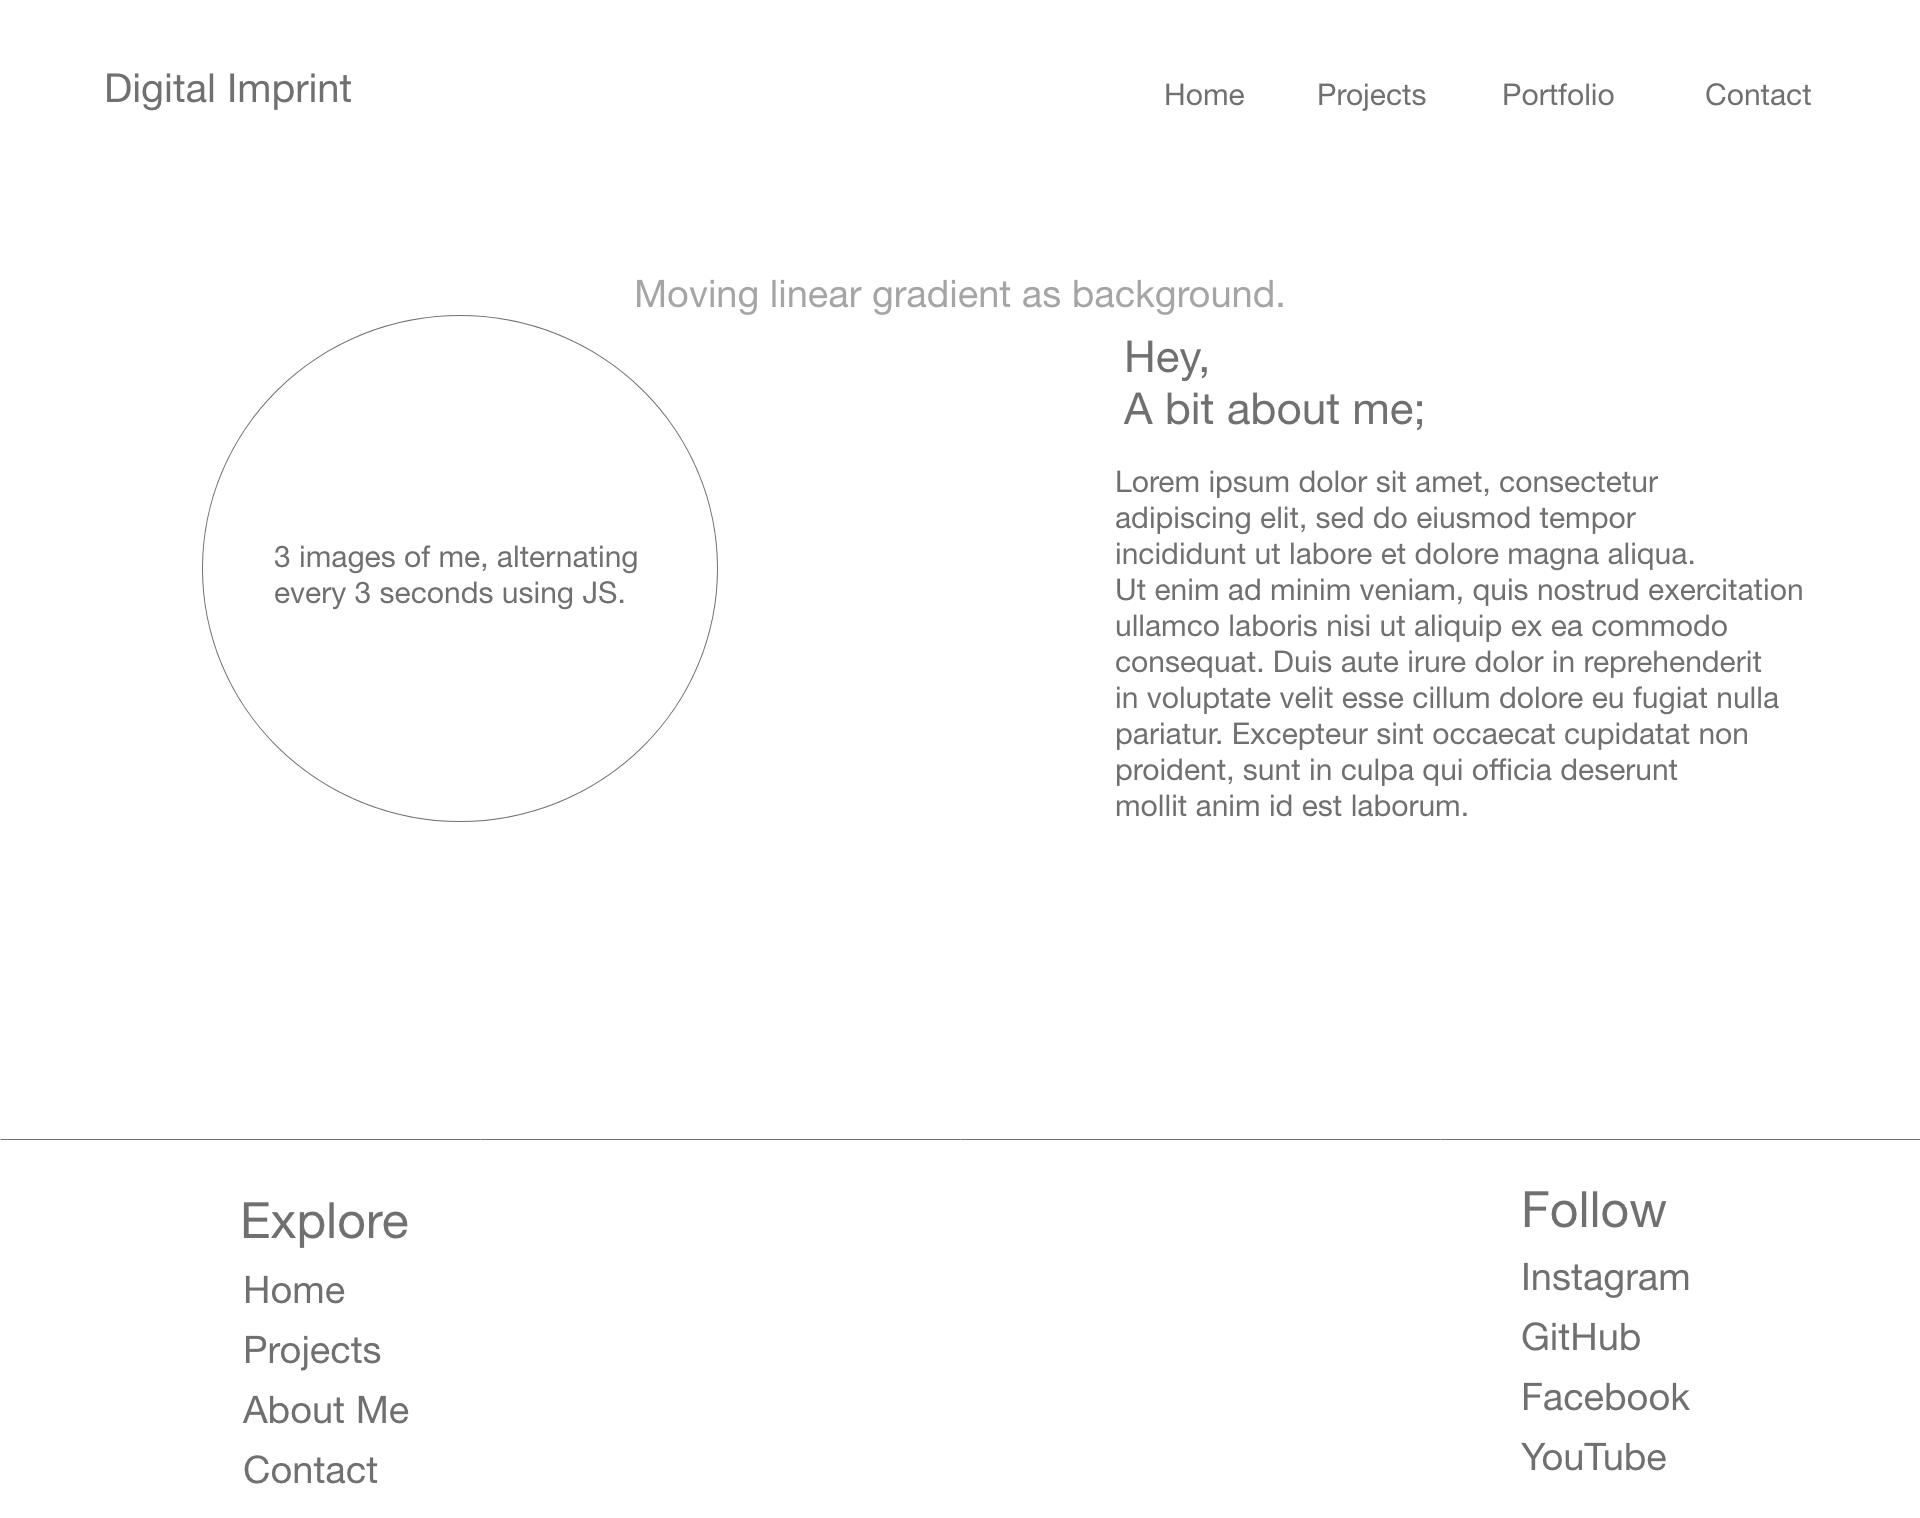 Digital Imprint
Home
Projects
Portfolio
Contact
Moving linear gradient as background.
3 images of me, alternating
every 3 seconds using JS.
Hey,
A bit about me;
Lorem ipsum dolor sit amet, consectetur
adipiscing elit, sed do eiusmod tempor
incididunt ut labore et dolore magna aliqua.
Ut enim ad minim veniam, quis nostrud exercitation
ullamco laboris nisi ut aliquip ex ea commodo
consequat. Duis aute irure dolor in reprehenderit
in voluptate velit esse cillum dolore eu fugiat nulla
pariatur. Excepteur sint occaecat cupidatat non
proident, sunt in culpa qui officia deserunt
mollit anim id est laborum.
Explore
Home
Projects
About Me
Contact
Follow
Instagram
GitHub
Facebook
YouTube